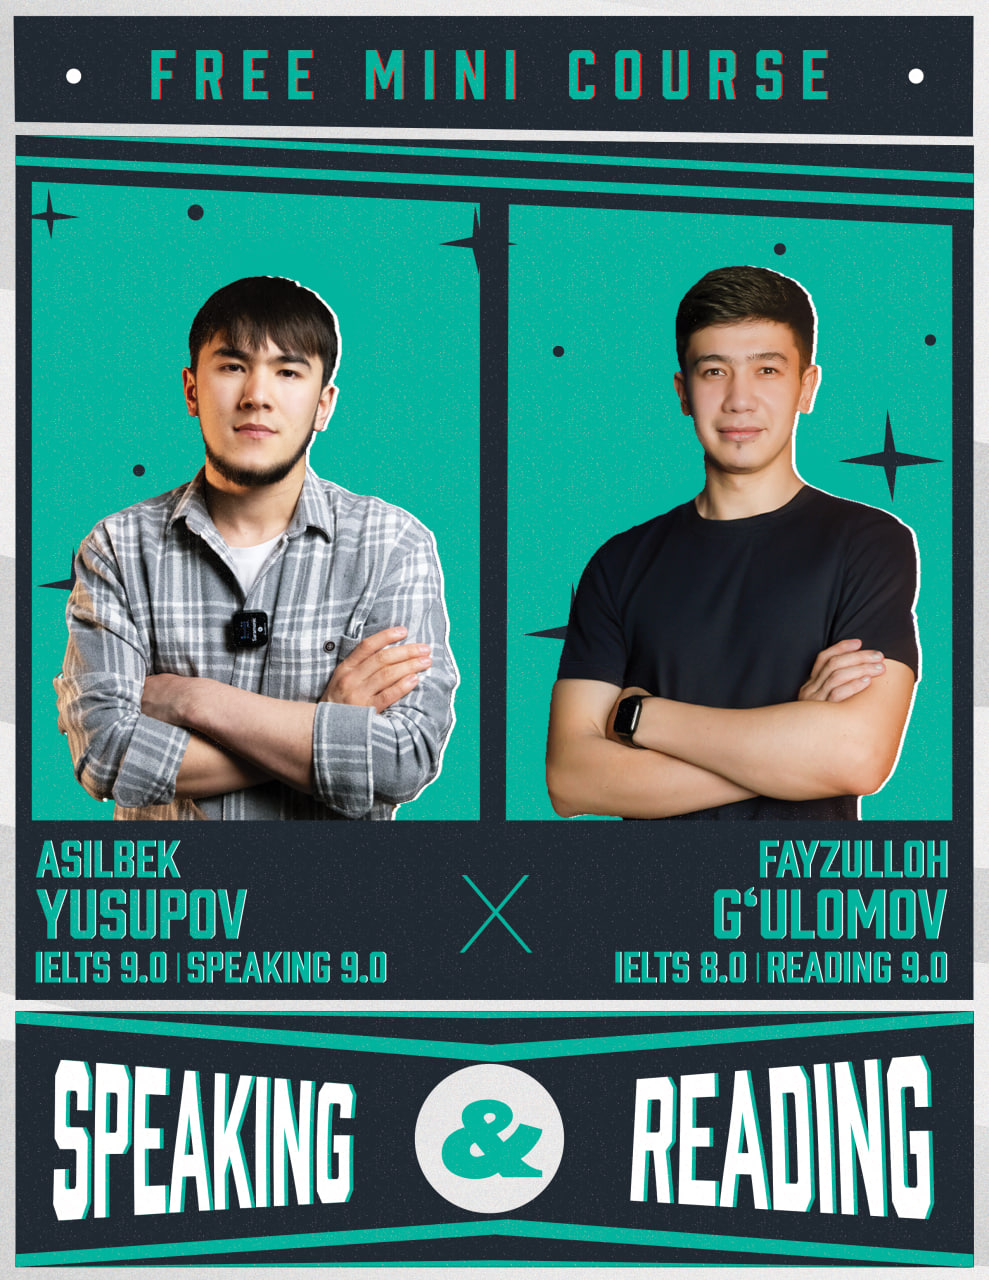 FREE MINI COURSE
ASILBEK
YUSUPOV
IELTS 9.0 | SPEAKING 9.0
X
FAYZULLOH
G‘ULOMOV
IELTS 8.0 | READING 9.0
SPEAKING & READING